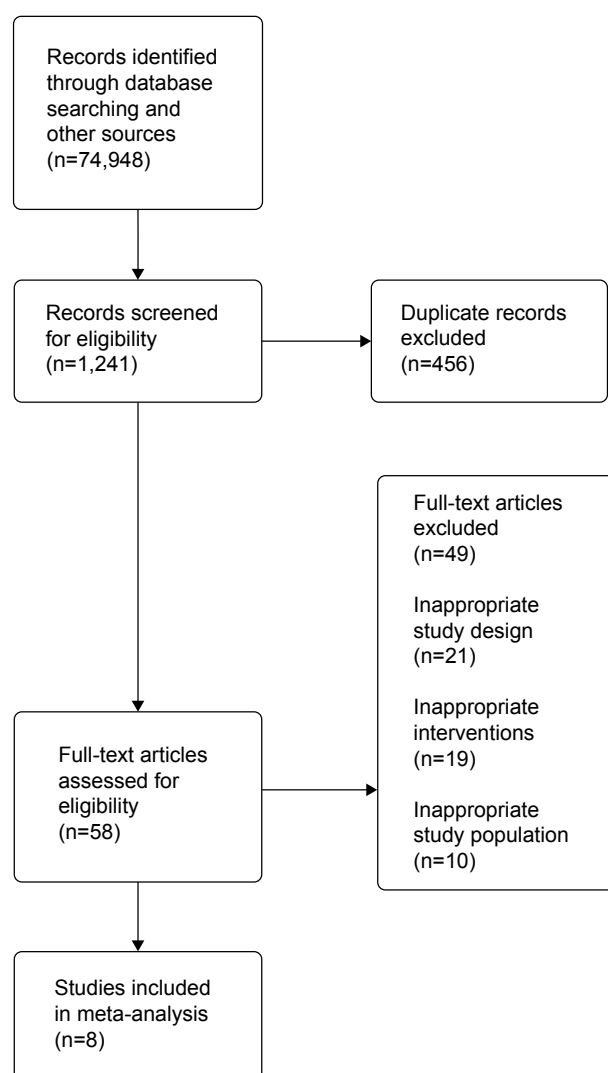 Records identified
through database
searching and
other sources
(n=74,948)
Records screened
for eligibility
(n=1,241)
Duplicate records
excluded
(n=456)
Full-text articles
excluded
(n=49)
Inappropriate
study design
(n=21)
Inappropriate
interventions
(n=19)
Inappropriate
study population
(n=10)
Full-text articles
assessed for
eligibility
(n=58)
Studies included
in meta-analysis
(n=8)